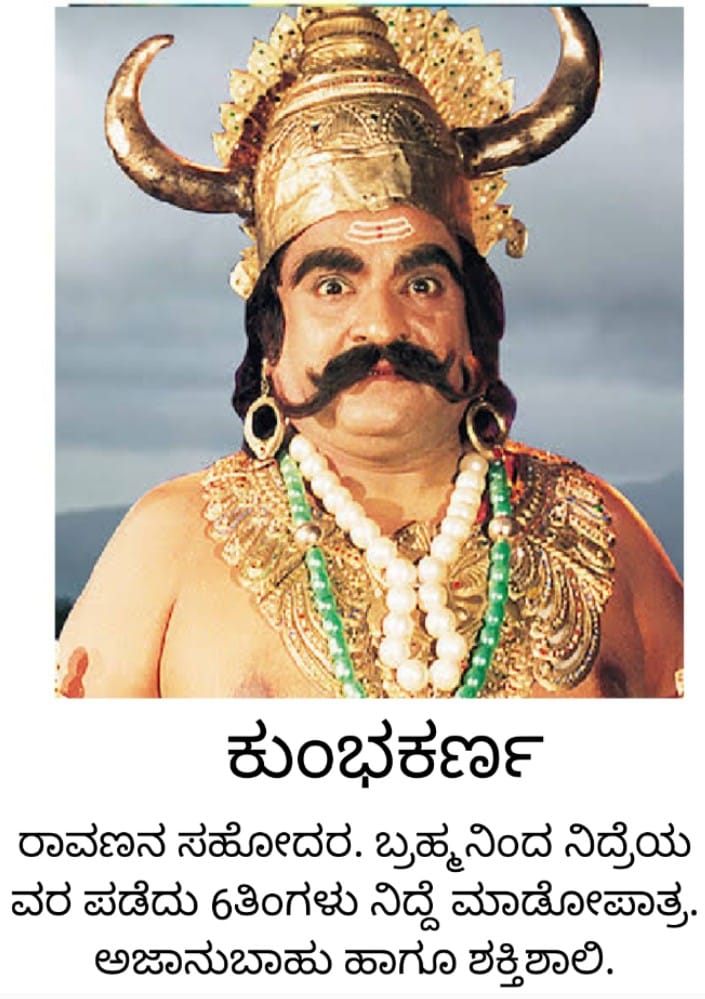 ಕುಂಭಕರ್ಣ
ರಾವಣನ ಸಹೋದರ. ಬ್ರಹ್ಮನಿಂದ ನಿದ್ರೆಯ
ವರ ಪಡೆದು 6ತಿಂಗಳು ನಿದ್ದೆ ಮಾಡೋಪಾತ್ರ.
ಅಜಾನುಬಾಹು ಹಾಗೂ ಶಕ್ತಿಶಾಲಿ.